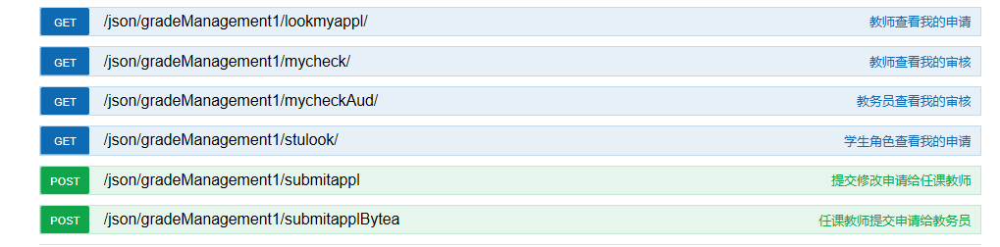 GET /json/gradeManagement1/lookmyappl/ 教师查看我的申请
GET /json/gradeManagement1/mycheck/ 教师查看我的审核
GET /json/gradeManagement1/mycheckAud/ 教务员查看我的审核
GET /json/gradeManagement1/stulook/ 学生角色查看我的申请
POST /json/gradeManagement1/submitappl 提交修改申请给任课教师
POST /json/gradeManagement1/submitapplBytea 任课教师提交申请给教务员